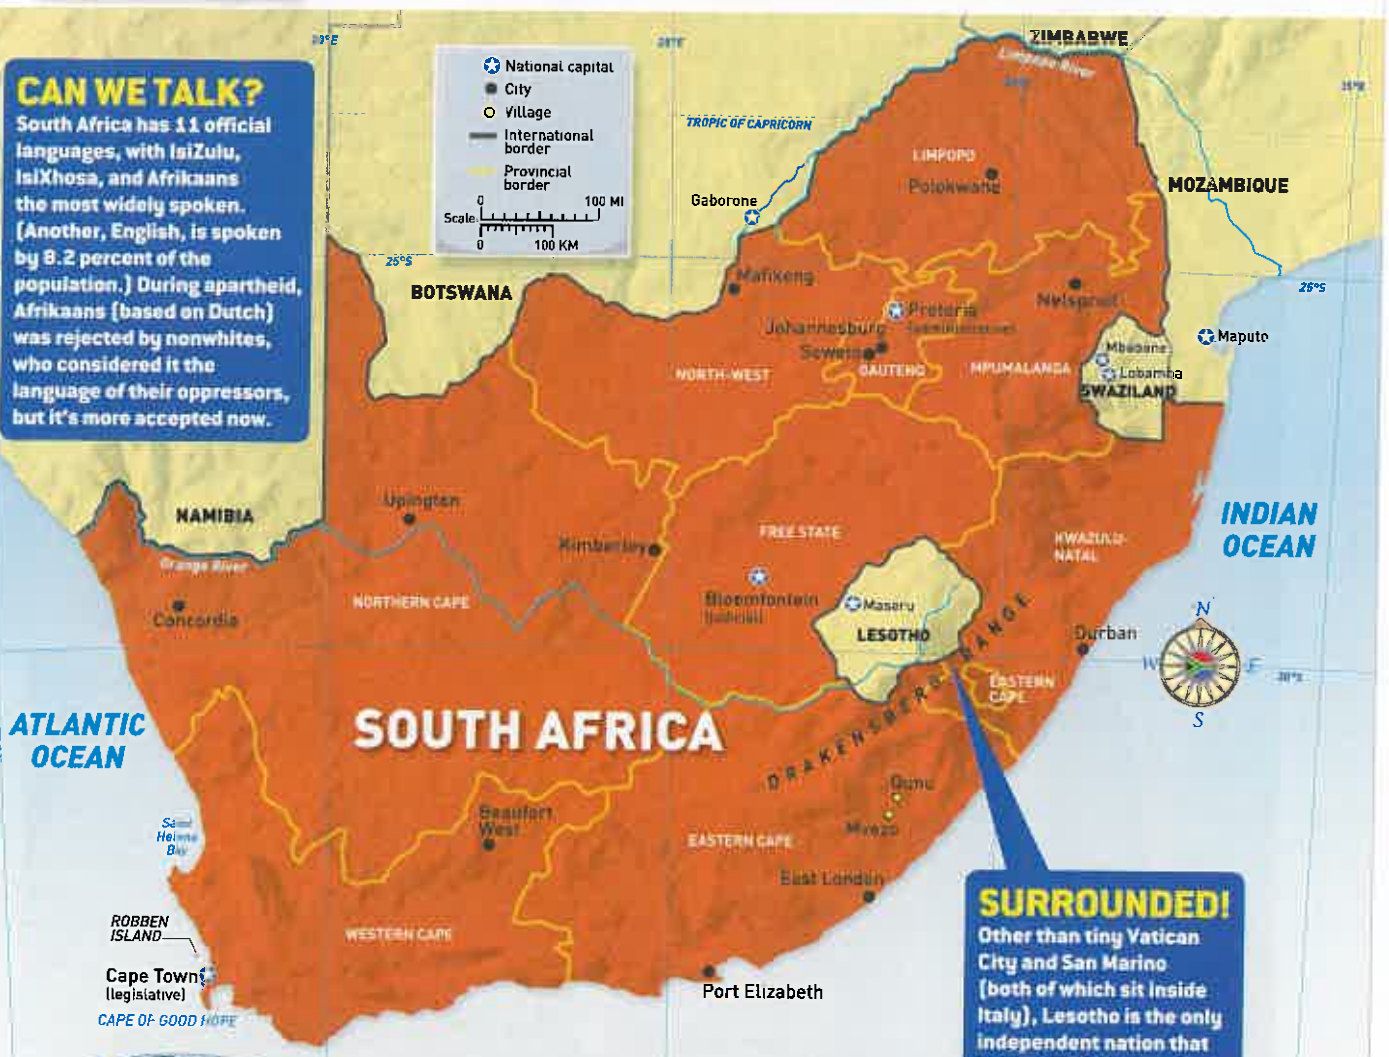 CAN WE TALK?
South Africa has 11 official
languages, with IsiZulu,
IsiXhosa, and Afrikaans
the most widely spoken.
(Another, English, is spoken
by 8.2 percent of the
population.) During apartheid,
Afrikaans (based on Dutch)
was rejected by nonwhites,
who considered it the
language of their oppressors,
but it's more accepted now.
National capital
City
Village
International
border
Provincial
border
0 100 MI
Scale
0 100 KM
TROPIC OF CAPRICORN
ZIMBABWE
Limpopo River
LIMPOPO
Polokwane
MOZAMBIQUE
Gaborone
25°S
BOTSWANA
Mafikeng
Nelspruit
25°S
Pretoria
(administrative)
Johannesburg
Soweto
Maputo
NORTH-WEST
GAUTENG
MPUMALANGA
Mbabane
Lobamba
SWAZILAND
NAMIBIA
Upington
Orange River
Kimberley
FREE STATE
KWAZULU-
NATAL
INDIAN
OCEAN
Concordia
NORTHERN CAPE
Bloemfontein
(judicial)
Maseru
LESOTHO
Durban
N
W E
S
30°S
ATLANTIC
OCEAN
SOUTH AFRICA
DRAKENSBERG RANGE
EASTERN
CAPE
Qunu
Mvezo
Beaufort
West
EASTERN CAPE
East London
Helena
Bay
WESTERN CAPE
ROBBEN
ISLAND
Cape Town
(legislative)
CAPE OF GOOD HOPE
Port Elizabeth
SURROUNDED!
Other than tiny Vatican
City and San Marino
(both of which sit inside
Italy), Lesotho is the only
independent nation that